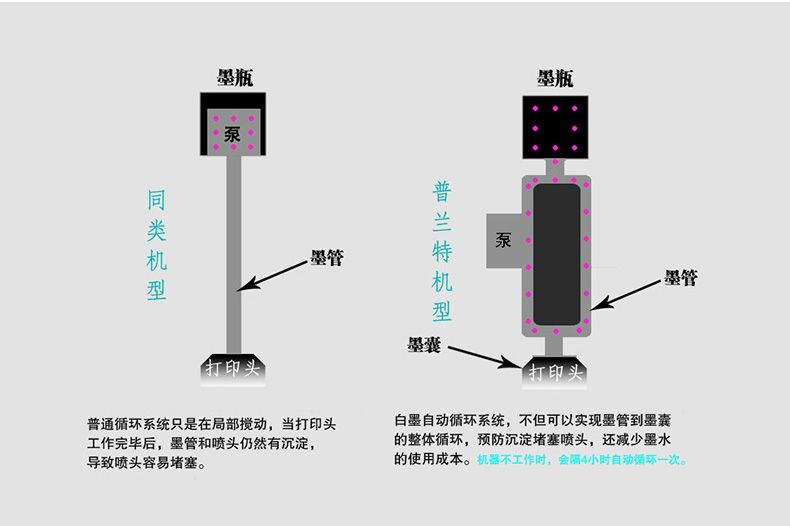 墨瓶
泵
同类机型
墨管
打印头
普通循环系统只是在局部搅动，当打印头
工作完毕后，墨管和喷头仍然有沉淀，
导致喷头容易堵塞。
墨瓶
普兰特机型
泵
墨管
墨囊
打印头
白墨自动循环系统，不但可以实现墨管到墨囊
的整体循环，预防沉淀堵塞喷头，还减少墨水
的使用成本。机器不工作时，会隔4小时自动循环一次。